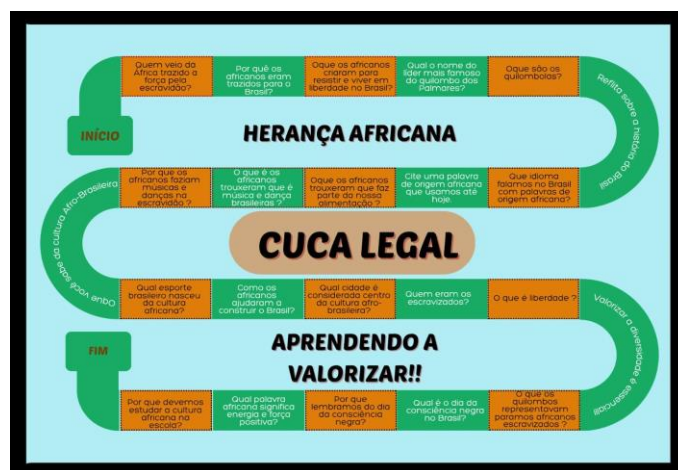 INÍCIO
Quem veio da
África trazido a
força pela
escravidão?
Por quê os
africanos eram
trazidos para o
Brasil?
Oque os africanos
criaram para
resistir e viver em
liberdade no Brasil?
Qual o nome do
líder mais famoso
do quilombo dos
Palmares?
Oque são os
quilombolas?
Reflita sobre a história do Brasil
HERANÇA AFRICANA
Que idioma
falamos no Brasil
com palavras de
origem africana?
Cite uma palavra
de origem africana
que usamos até
hoje.
Oque os africanos
trouxeram que faz
parte da nossa
alimentação ?
O que é os
africanos
trouxeram que é
música e dança
brasileiras ?
Por que os
africanos faziam
músicas e
danças na
escravidão ?
Oque você sabe da cultura Afro-Brasileira
CUCA LEGAL
Qual esporte
brasileiro nasceu
da cultura
africana?
Como os
africanos
ajudaram a
construir o Brasil?
Qual cidade é
considerada centro
da cultura afro-
brasileira?
Quem eram os
escravizados?
O que é liberdade ?
Valorizar a diversidade é essencial!
APRENDENDO A
VALORIZAR!!
O que os
quilombos
representavam
paramos africanos
escravizados ?
Qual é o dia da
consciência negra
no Brasil?
Por que
lembramos do dia
da consciência
negra?
Qual palavra
africana significa
energia e força
positiva?
Por que devemos
estudar a cultura
africana na
escola?
FIM